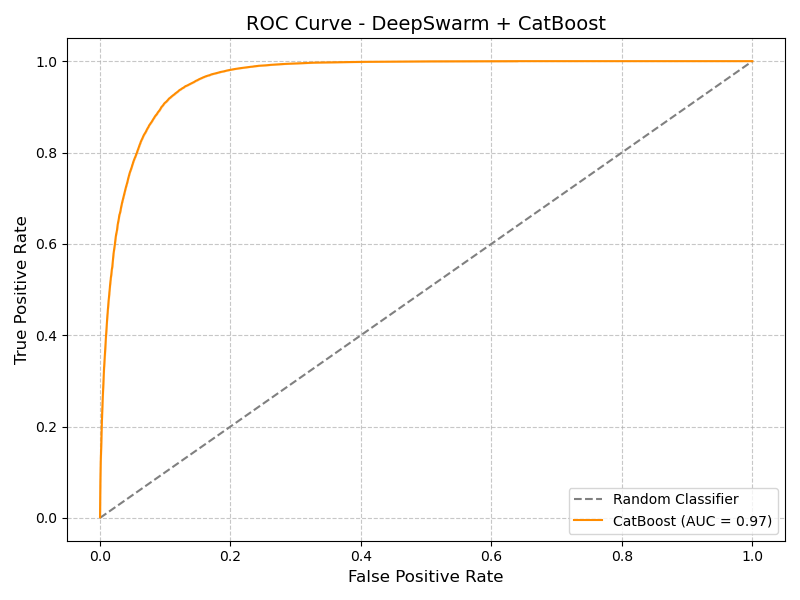 ROC Curve - DeepSwarm + CatBoost
True Positive Rate
1.0
0.8
0.6
0.4
0.2
0.0
0.0 0.2 0.4 0.6 0.8 1.0
False Positive Rate
Random Classifier
CatBoost (AUC = 0.97)